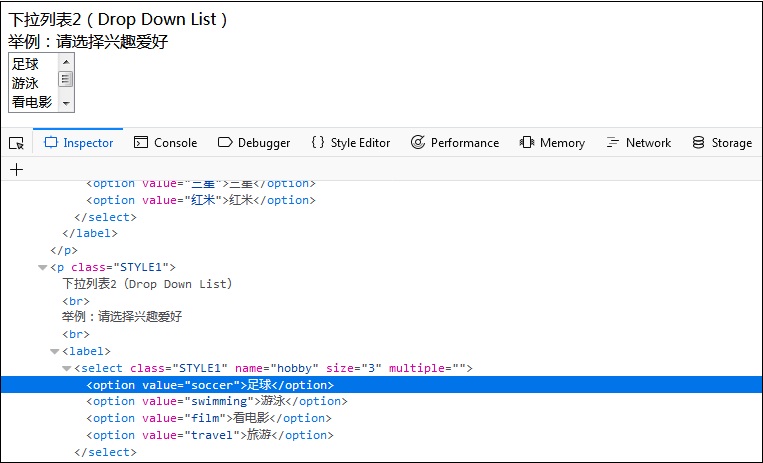 下拉列表2（Drop Down List）
举例：请选择兴趣爱好
足球
游泳
看电影
Inspector Console Debugger Style Editor Performance Memory Network Storage
<option value="三星">三星</option>
<option value="红米">红米</option>
</select>
</label>
</p>
<p class="STYLE1">
下拉列表2（Drop Down List）
<br>
举例：请选择兴趣爱好
<br>
<label>
<select class="STYLE1" name="hobby" size="3" multiple="">
<option value="soccer">足球</option>
<option value="swimming">游泳</option>
<option value="film">看电影</option>
<option value="travel">旅游</option>
</select>